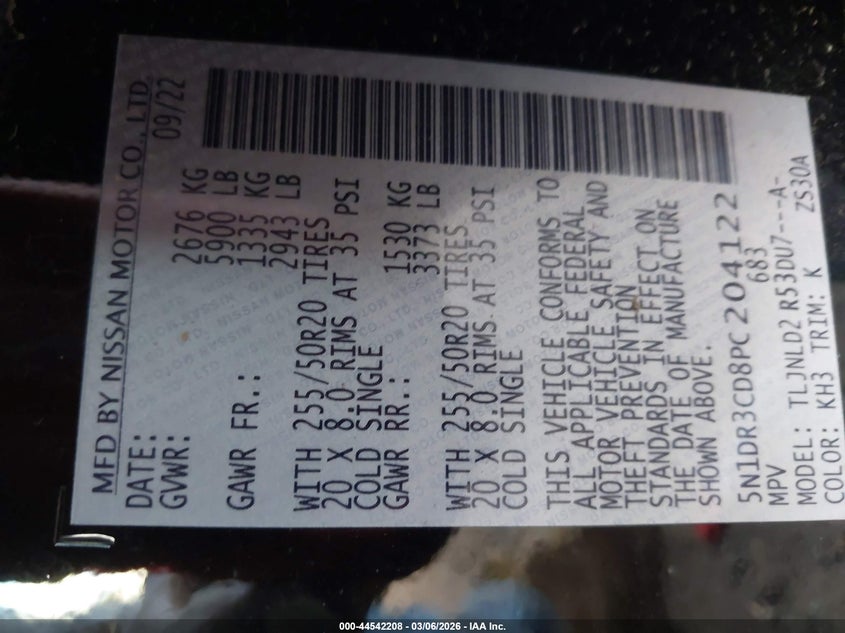 MFD BY NISSAN MOTOR CO., LTD.
DATE: 09/22
GVWR: 2676 KG
5900 LB
GAWR FR.: 1335 KG
2943 LB
WITH 255/50R20 TIRES
20 X 8.0 RIMS AT 35 PSI
COLD SINGLE
GAWR RR.: 1530 KG
3373 LB
WITH 255/50R20 TIRES
20 X 8.0 RIMS AT 35 PSI
COLD SINGLE
THIS VEHICLE CONFORMS TO
ALL APPLICABLE FEDERAL
MOTOR VEHICLE SAFETY AND
THEFT PREVENTION
STANDARDS IN EFFECT ON
THE DATE OF MANUFACTURE
SHOWN ABOVE.
5N1DR3CD8PC204122
MPV 683
MODEL: TLJNLD2 R53DU7---A-
COLOR: KH3 TRIM: K ZS30A
000-44542208 - 03/06/2026 - IAA Inc.